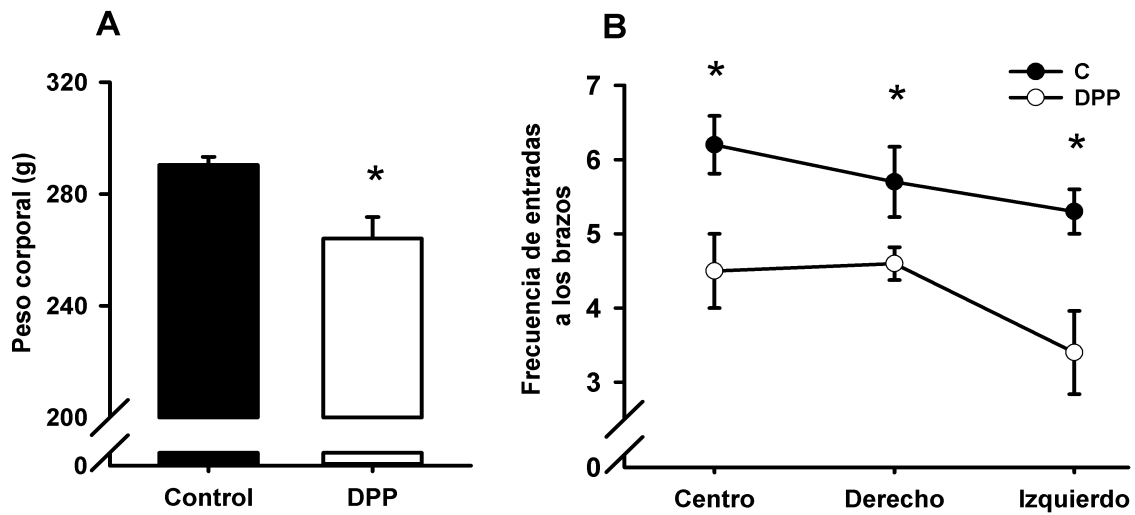 A
Peso corporal (g)
320
280
240
200
0
*
Control
DPP
B
Frecuencia de entradas
a los brazos
7
6
5
4
3
0
*
*
*
C
DPP
Centro
Derecho
Izquierdo